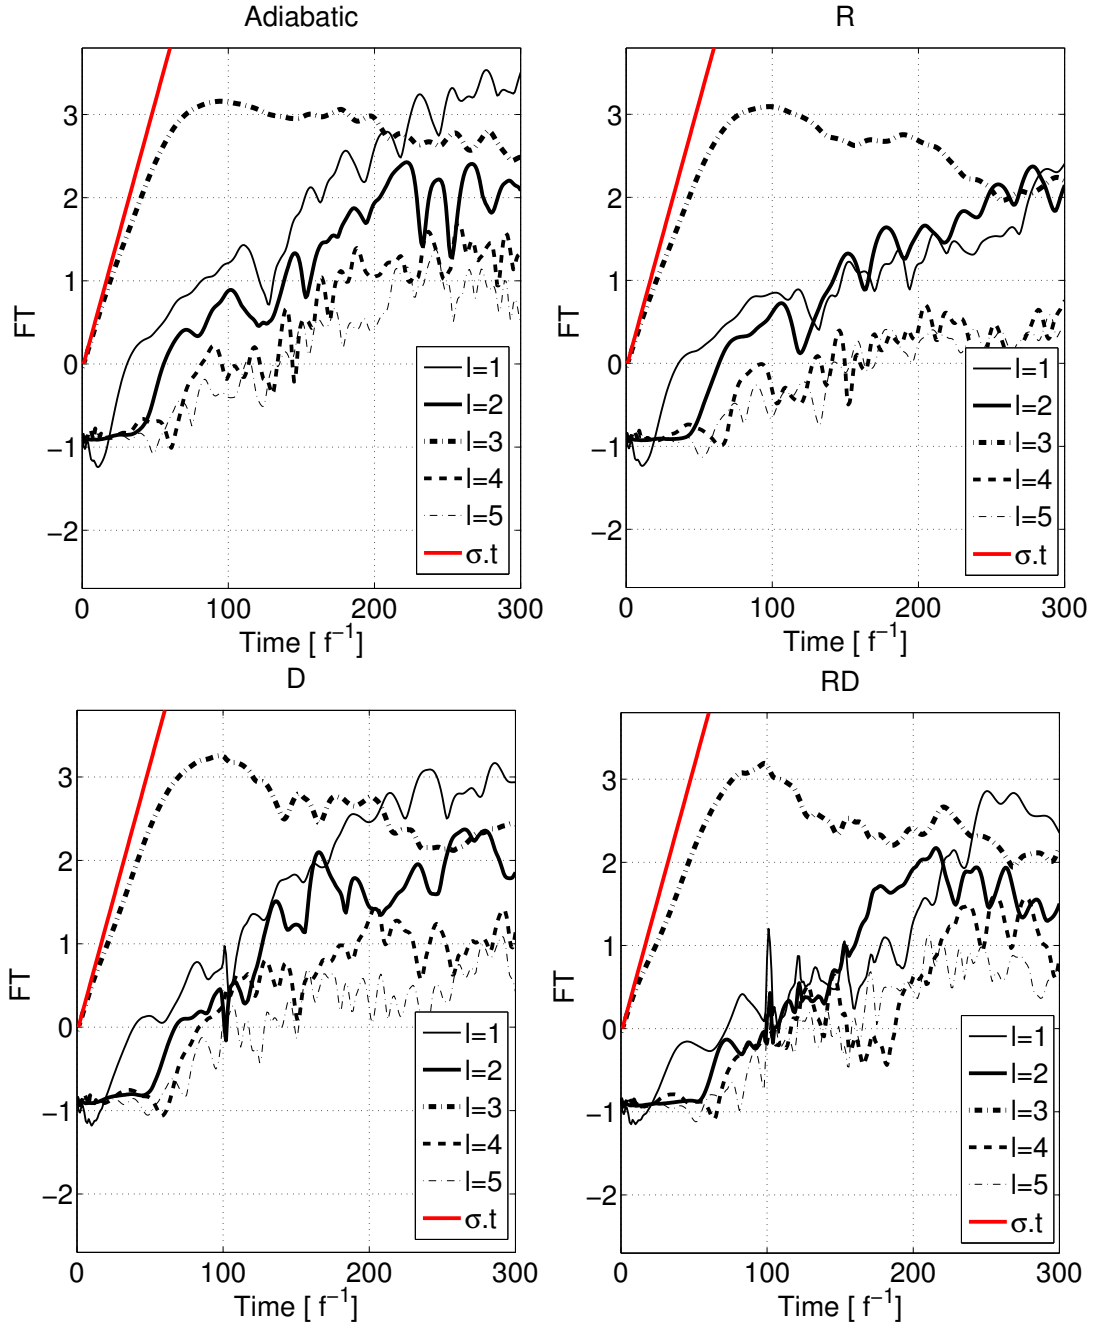 Adiabatic
FT
3
2
1
0
−1
−2
l=1
l=2
l=3
l=4
l=5
σ.t
0 100 200 300
Time [ f⁻¹]
R
FT
3
2
1
0
−1
−2
l=1
l=2
l=3
l=4
l=5
σ.t
0 100 200 300
Time [ f⁻¹]
D
FT
3
2
1
0
−1
−2
l=1
l=2
l=3
l=4
l=5
σ.t
0 100 200 300
Time [ f⁻¹]
RD
FT
3
2
1
0
−1
−2
l=1
l=2
l=3
l=4
l=5
σ.t
0 100 200 300
Time [ f⁻¹]